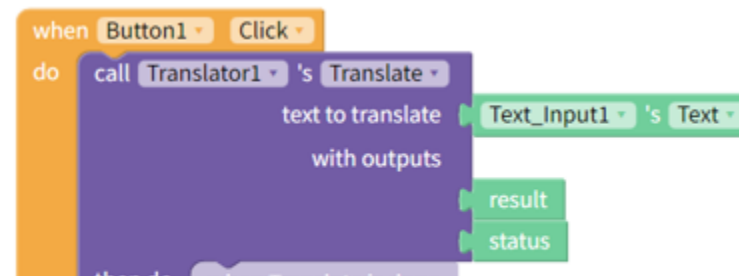 when Button1 Click
do call Translator1 's Translate
text to translate Text_Input1 's Text
with outputs
result
status